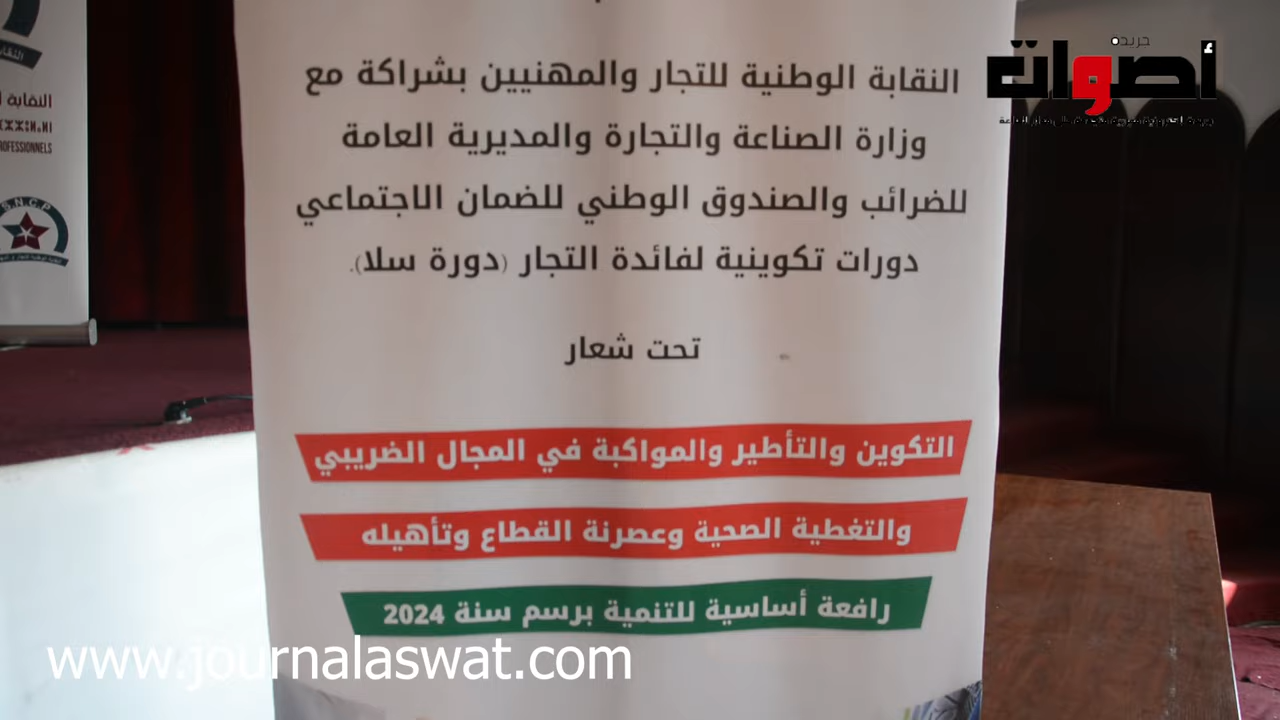 جريدة
أصوات
النقابة الوطنية للتجار والمهنيين بشراكة مع
وزارة الصناعة والتجارة والمديرية العامة
للضرائب والصندوق الوطني للضمان الاجتماعي
دورات تكوينية لفائدة التجار (دورة سلا).
تحت شعار
التكوين والتأطير والمواكبة في المجال الضريبي
والتغطية الصحية وعصرنة القطاع وتأهيله
رافعة أساسية للتنمية برسم سنة 2024
النقابة
S.N.C.P
www.journalaswat.com